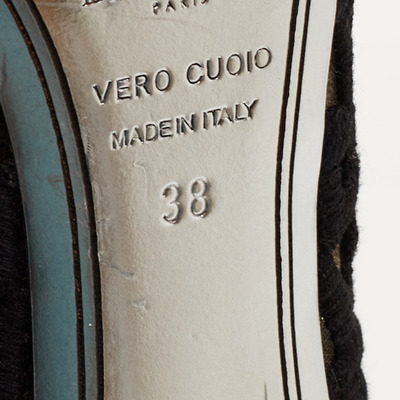 PARIS
VERO CUOIO
MADE IN ITALY
38